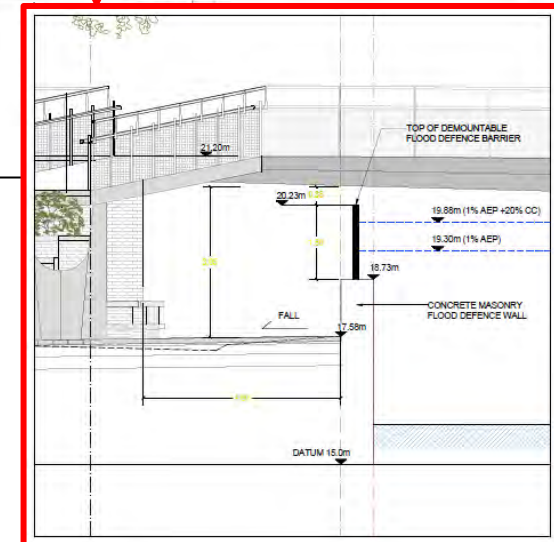 21.20m
TOP OF DEMOUNTABLE
FLOOD DEFENCE BARRIER
20.23m
19.88m (1% AEP +20% CC)
19.30m (1% AEP)
18.73m
CONCRETE MASONRY
FLOOD DEFENCE WALL
FALL
17.58m
DATUM 15.0m